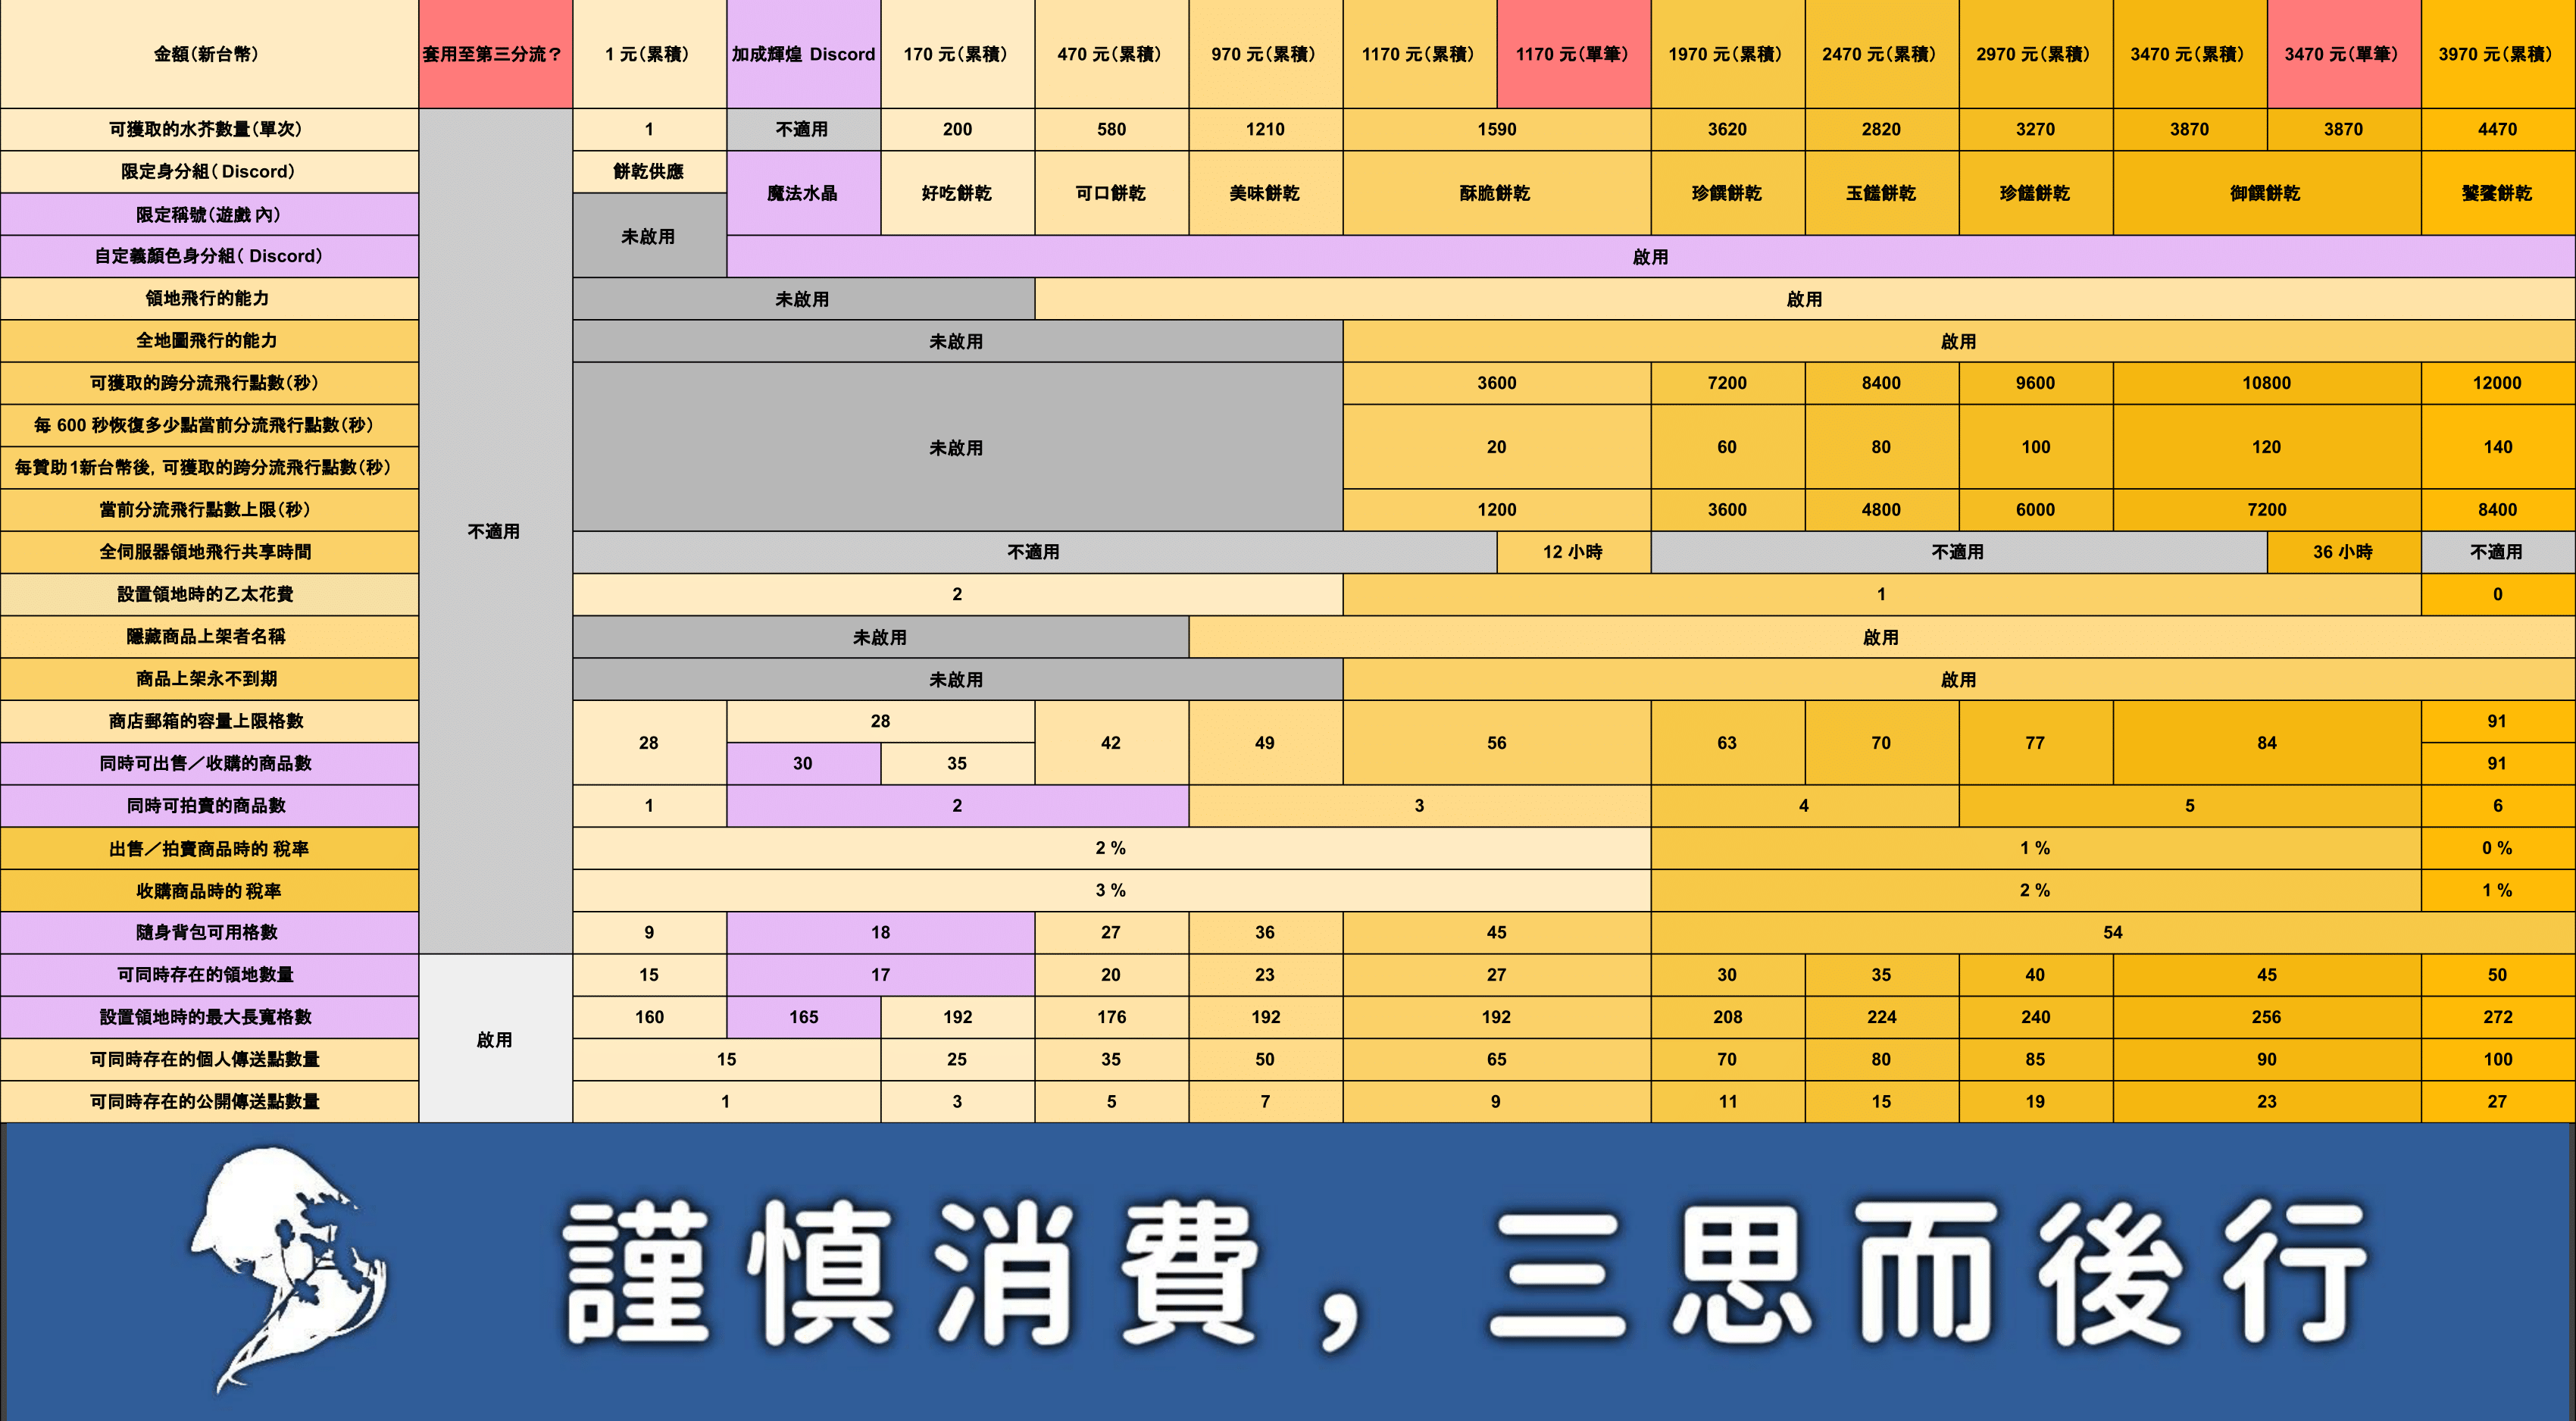 金額（新台幣） 套用至第三分流？ 1 元（累積） 加成輝煌 Discord 170 元（累積） 470 元（累積） 970 元（累積） 1170 元（累積） 1170 元（單筆） 1970 元（累積） 2470 元（累積） 2970 元（累積） 3470 元（累積） 3470 元（單筆） 3970 元（累積）
可獲取的水芥數量（單次） 1 不適用 200 580 1210 1590 3620 2820 3270 3870 3870 4470
限定身分組（ Discord） 餅乾供應 魔法水晶 好吃餅乾 可口餅乾 美味餅乾 酥脆餅乾 珍饌餅乾 玉饈餅乾 珍饈餅乾 御饌餅乾 饕餮餅乾
限定稱號（遊戲 內） 未啟用
自定義顏色身分組（ Discord） 啟用
領地飛行的能力 未啟用 啟用
全地圖飛行的能力 未啟用 啟用
可獲取的跨分流飛行點數（秒） 未啟用 3600 7200 8400 9600 10800 12000
每 600 秒恢復多少點當前分流飛行點數（秒） 20 60 80 100 120 140
每贊助1新台幣後，可獲取的跨分流飛行點數（秒）
當前分流飛行點數上限（秒） 1200 3600 4800 6000 7200 8400
不適用
全伺服器領地飛行共享時間 不適用 12 小時 不適用 36 小時 不適用
設置領地時的乙太花費 2 1 0
隱藏商品上架者名稱 未啟用 啟用
商品上架永不到期 未啟用 啟用
商店郵箱的容量上限格數 28 28 42 49 56 63 70 77 84 91
同時可出售／收購的商品數 30 35 91
同時可拍賣的商品數 1 2 3 4 5 6
出售／拍賣商品時的 稅率 2 % 1 % 0 %
收購商品時的 稅率 3 % 2 % 1 %
隨身背包可用格數 9 18 27 36 45 54
可同時存在的領地數量 15 17 20 23 27 30 35 40 45 50
設置領地時的最大長寬格數 160 165 192 176 192 192 208 224 240 256 272
啟用
可同時存在的個人傳送點數量 15 25 35 50 65 70 80 85 90 100
可同時存在的公開傳送點數量 1 3 5 7 9 11 15 19 23 27
謹慎消費，三思而後行